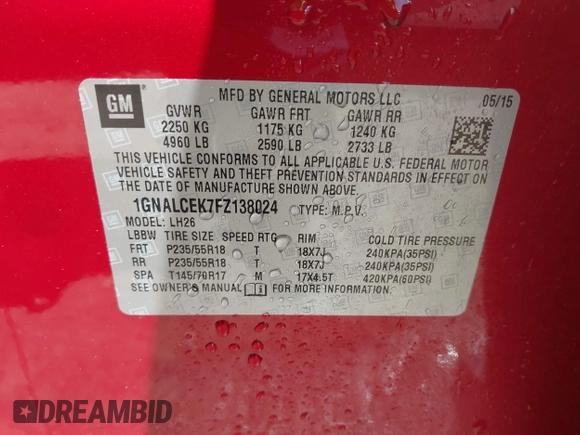 GM
MFD BY GENERAL MOTORS LLC 05/15
GVWR GAWR FRT GAWR RR
2250 KG 1175 KG 1240 KG
4960 LB 2590 LB 2733 LB
THIS VEHICLE CONFORMS TO ALL APPLICABLE U.S. FEDERAL MOTOR
VEHICLE SAFETY AND THEFT PREVENTION STANDARDS IN EFFECT ON
THE DATE OF MANUFACTURE SHOWN ABOVE.
1GNALCEK7FZ138024 TYPE: M.P.V.
MODEL: LH26
LBBW TIRE SIZE SPEED RTG RIM COLD TIRE PRESSURE
FRT P235/55R18 T 18X7J 240KPA(35PSI)
RR P235/55R18 T 18X7J 240KPA(35PSI)
SPA T145/70R17 M 17X4.5T 420KPA(60PSI)
SEE OWNER'S MANUAL FOR MORE INFORMATION.
DREAMBID